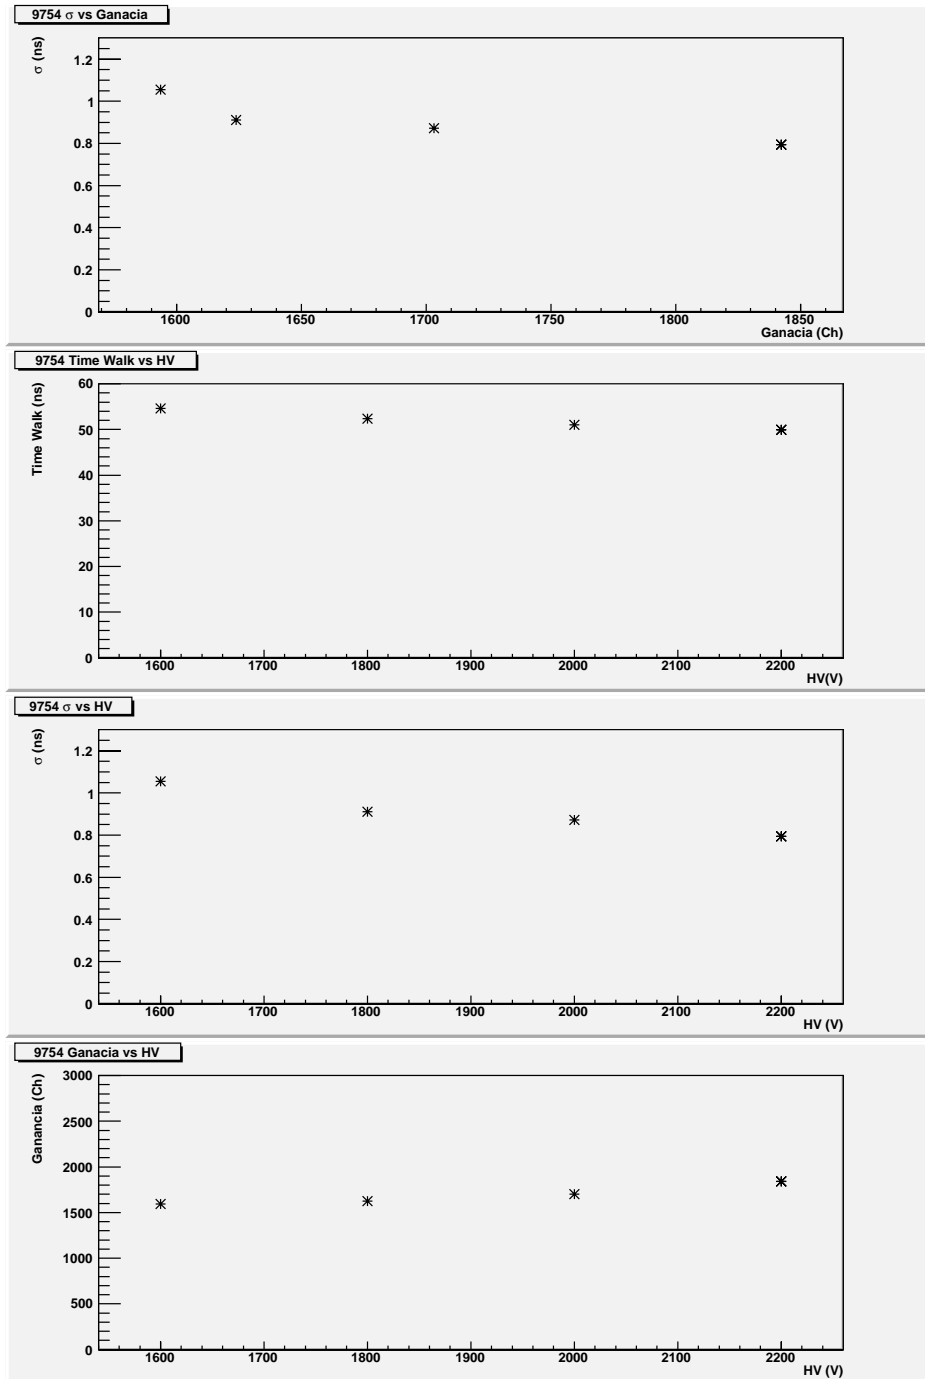 9754 σ vs Ganacia
σ (ns)
1.2
1
0.8
0.6
0.4
0.2
0
1600 1650 1700 1750 1800 1850
Ganacia (Ch)
9754 Time Walk vs HV
Time Walk (ns)
60
50
40
30
20
10
0
1600 1700 1800 1900 2000 2100 2200
HV(V)
9754 σ vs HV
σ (ns)
1.2
1
0.8
0.6
0.4
0.2
0
1600 1700 1800 1900 2000 2100 2200
HV (V)
9754 Ganacia vs HV
Ganancia (Ch)
3000
2500
2000
1500
1000
500
0
1600 1700 1800 1900 2000 2100 2200
HV (V)